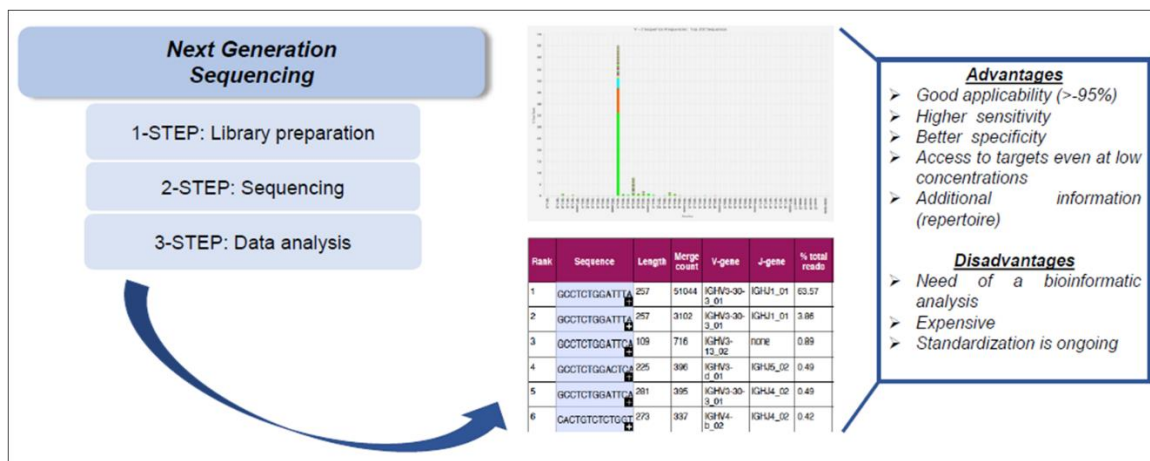 Next Generation
Sequencing
1-STEP: Library preparation
2-STEP: Sequencing
3-STEP: Data analysis
Rank Sequence Length Merge count V-gene J-gene % total reads
1 GCCTCTGGATTTA 257 51044 IGHV3-30-3_01 IGHJ1_01 63.57
2 GCCTCTGGATTTA 257 3102 IGHV3-30-3_01 IGHJ1_01 3.86
3 GCCTCTGGATTCA 109 716 IGHV3-13_02 none 0.89
4 GCCTCTGGACTCA 225 396 IGHV3-d_01 IGHJ5_02 0.49
5 GCCTCTGGATTCA 281 395 IGHV3-30-3_01 IGHJ4_02 0.49
6 CACTGTCTCTGGT 273 337 IGHV4-b_02 IGHJ4_02 0.42
Advantages
Good applicability (>-95%)
Higher sensitivity
Better specificity
Access to targets even at low
concentrations
Additional information
(repertoire)
Disadvantages
Need of a bioinformatic
analysis
Expensive
Standardization is ongoing